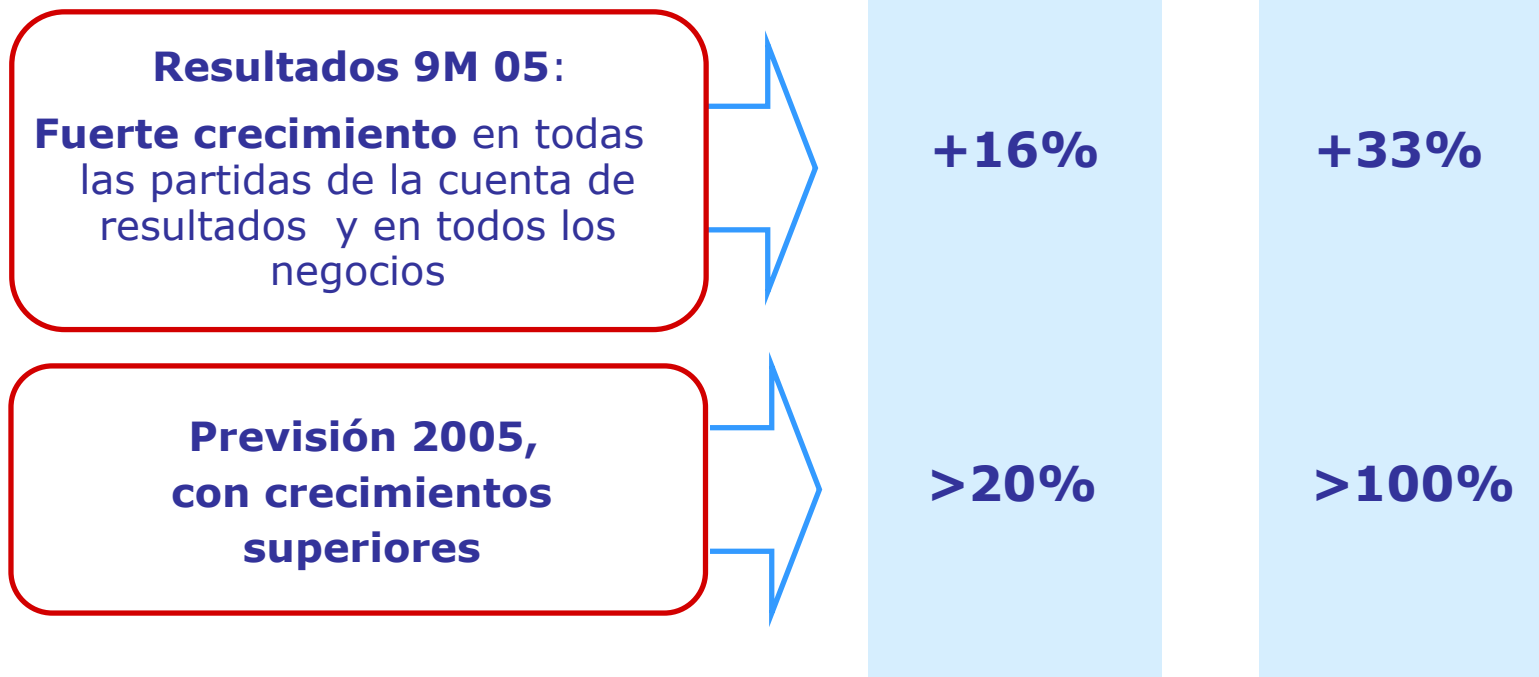 Resultados 9M 05:
Fuerte crecimiento en todas
las partidas de la cuenta de
resultados y en todos los
negocios
+16%
+33%
Previsión 2005,
con crecimientos
superiores
>20%
>100%